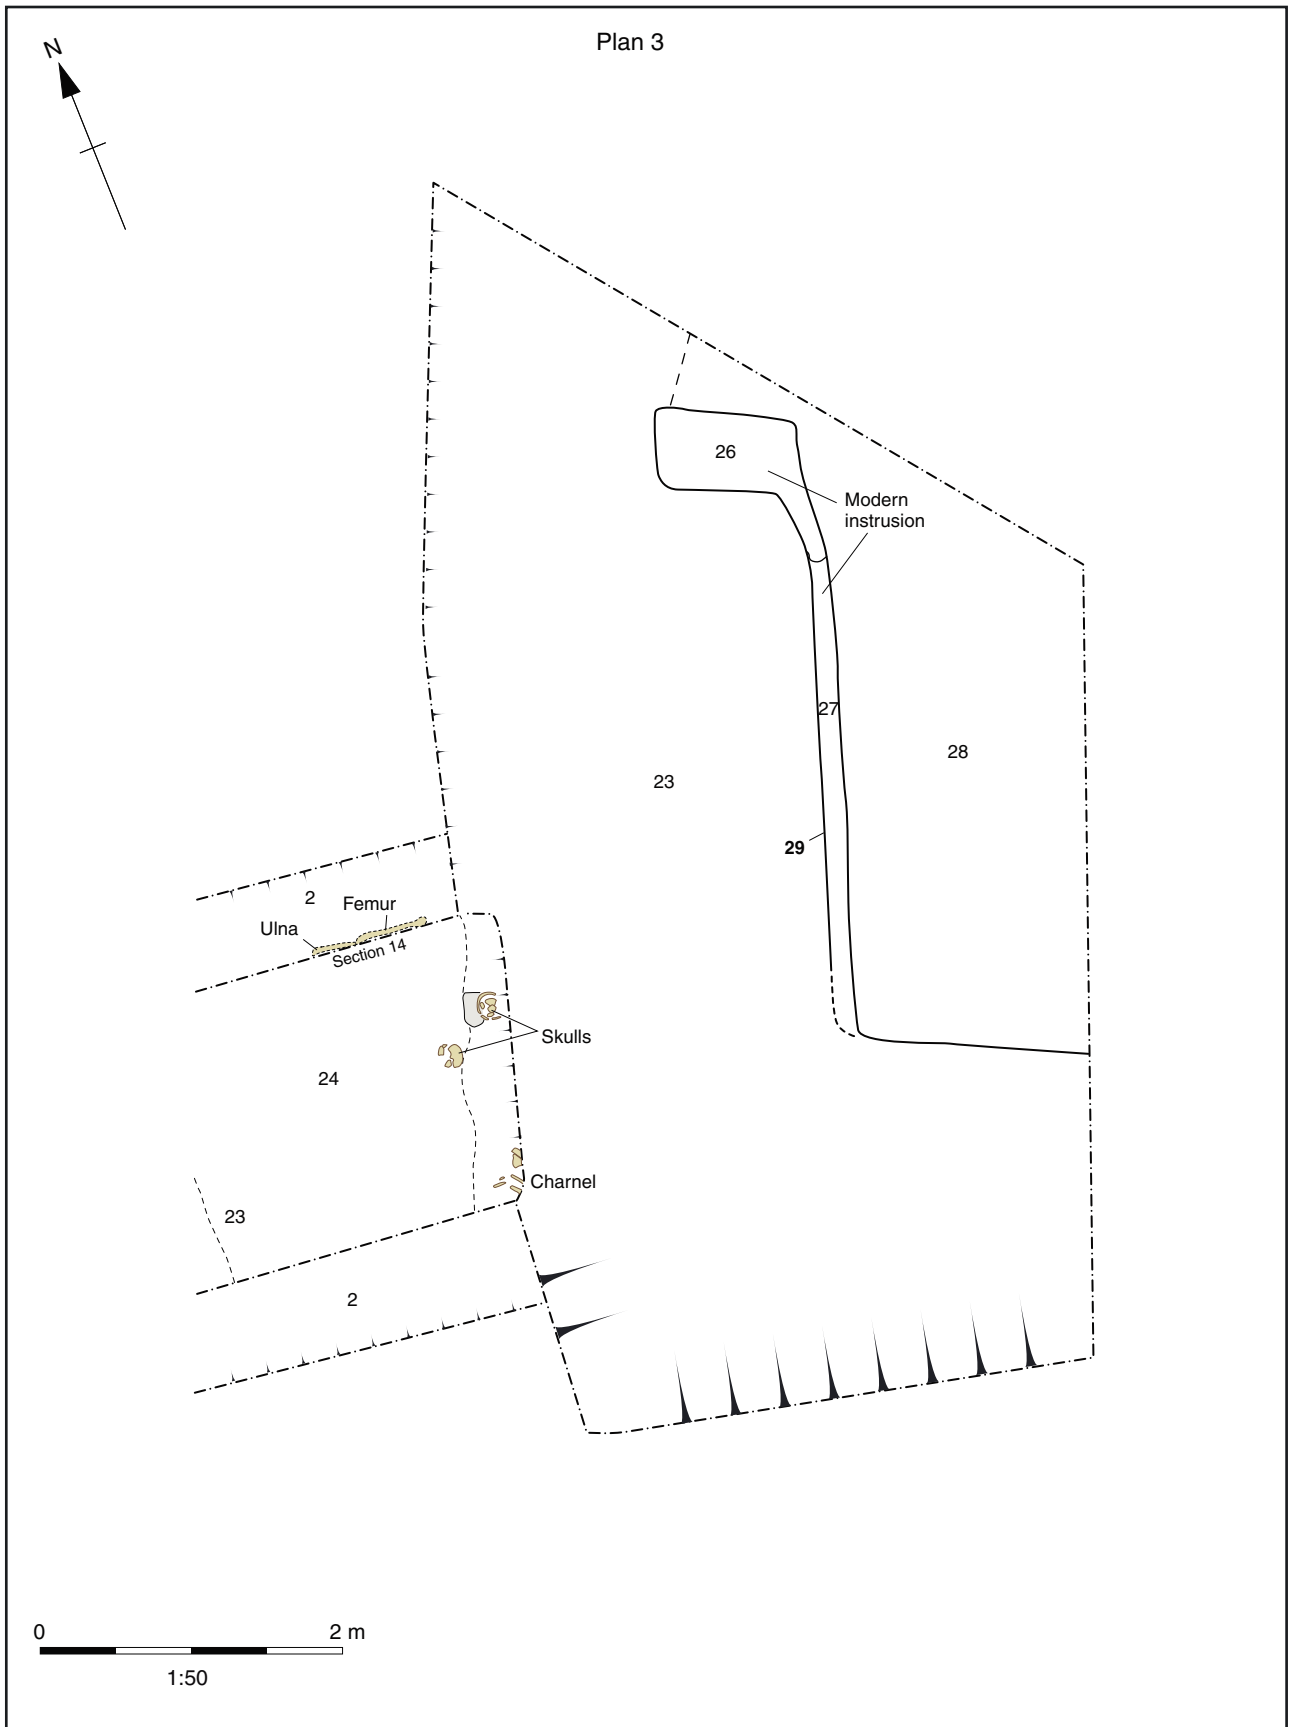 Plan 3
N
26
Modern
instrusion
27
28
23
29
2
Femur
Ulna
Section 14
Skulls
24
Charnel
23
2
0 2 m
1:50